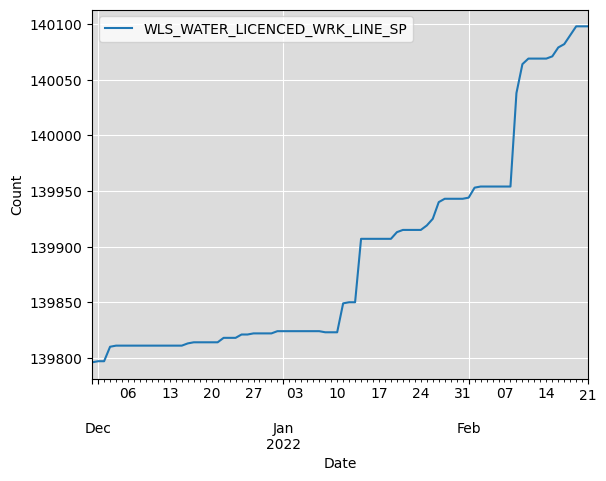 WLS_WATER_LICENCED_WRK_LINE_SP
140100
140050
140000
139950
139900
139850
139800
Count
06 13 20 27 03 10 17 24 31 07 14 21
Dec Jan Feb
2022
Date